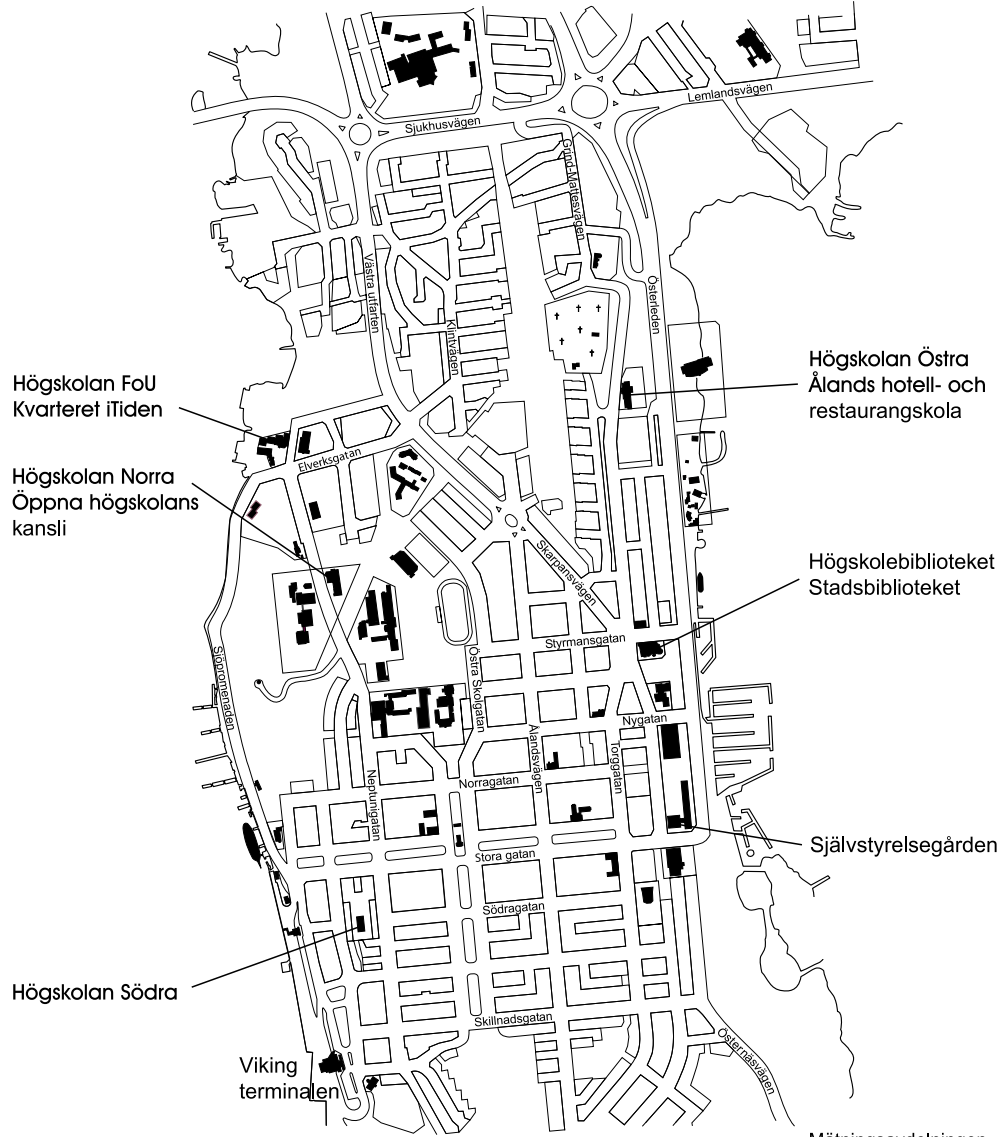 Lemlandsvägen
Sjukhusvägen
Grind-Mattesvägen
Västra utfarten
Österleden
Klintvägen
Högskolan Östra
Ålands hotell- och
restaurangskola
Högskolan FoU
Kvarteret iTiden
Elverksgatan
Högskolan Norra
Öppna högskolans
kansli
Skarpansvägen
Högskolebiblioteket
Stadsbiblioteket
Styrmansgatan
Sjöpromenaden
Östra Skolgatan
Nygatan
Ålandsvägen
Torggatan
Neptunigatan
Norragatan
Stora gatan
Självstyrelsegården
Södragatan
Högskolan Södra
Skillnadsgatan
Östernäsvägen
Viking
terminalen